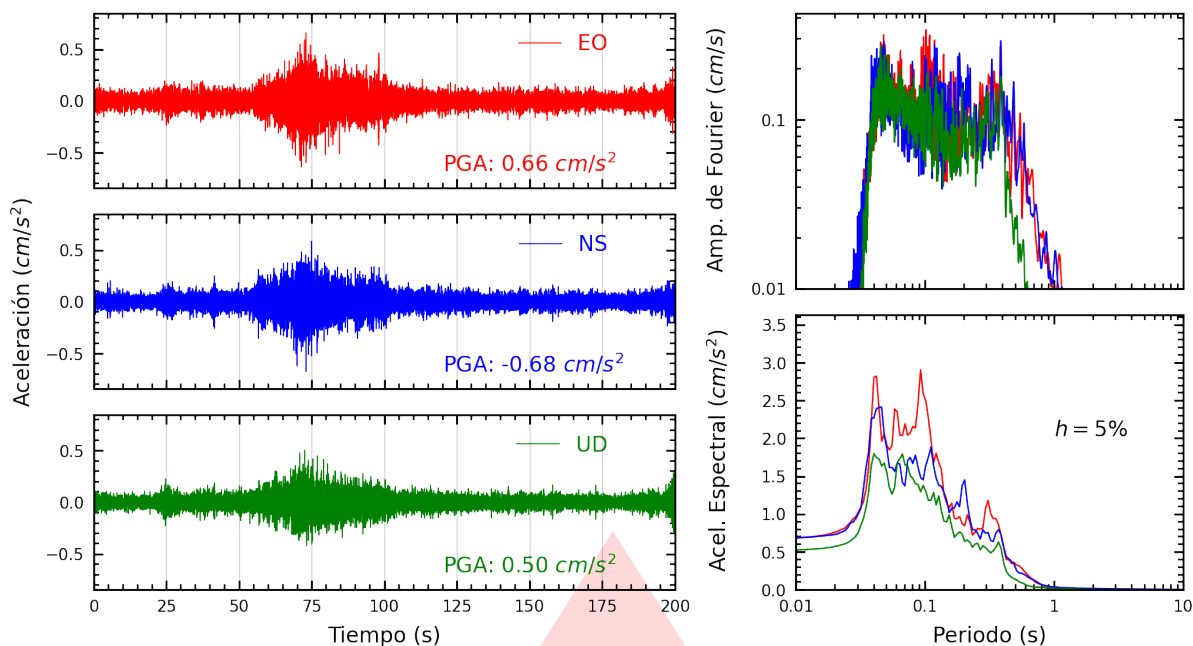 Aceleración (cm/s²)
0.5
0.0
−0.5
EO
PGA: 0.66 cm/s²
0.5
0.0
−0.5
NS
PGA: -0.68 cm/s²
0.5
0.0
−0.5
UD
PGA: 0.50 cm/s²
0 25 50 75 100 125 150 175 200
Tiempo (s)
Amp. de Fourier (cm/s)
0.1
0.01
Acel. Espectral (cm/s²)
3.5
3.0
2.5
2.0
1.5
1.0
0.5
0.0
h = 5%
0.01 0.1 1 10
Periodo (s)